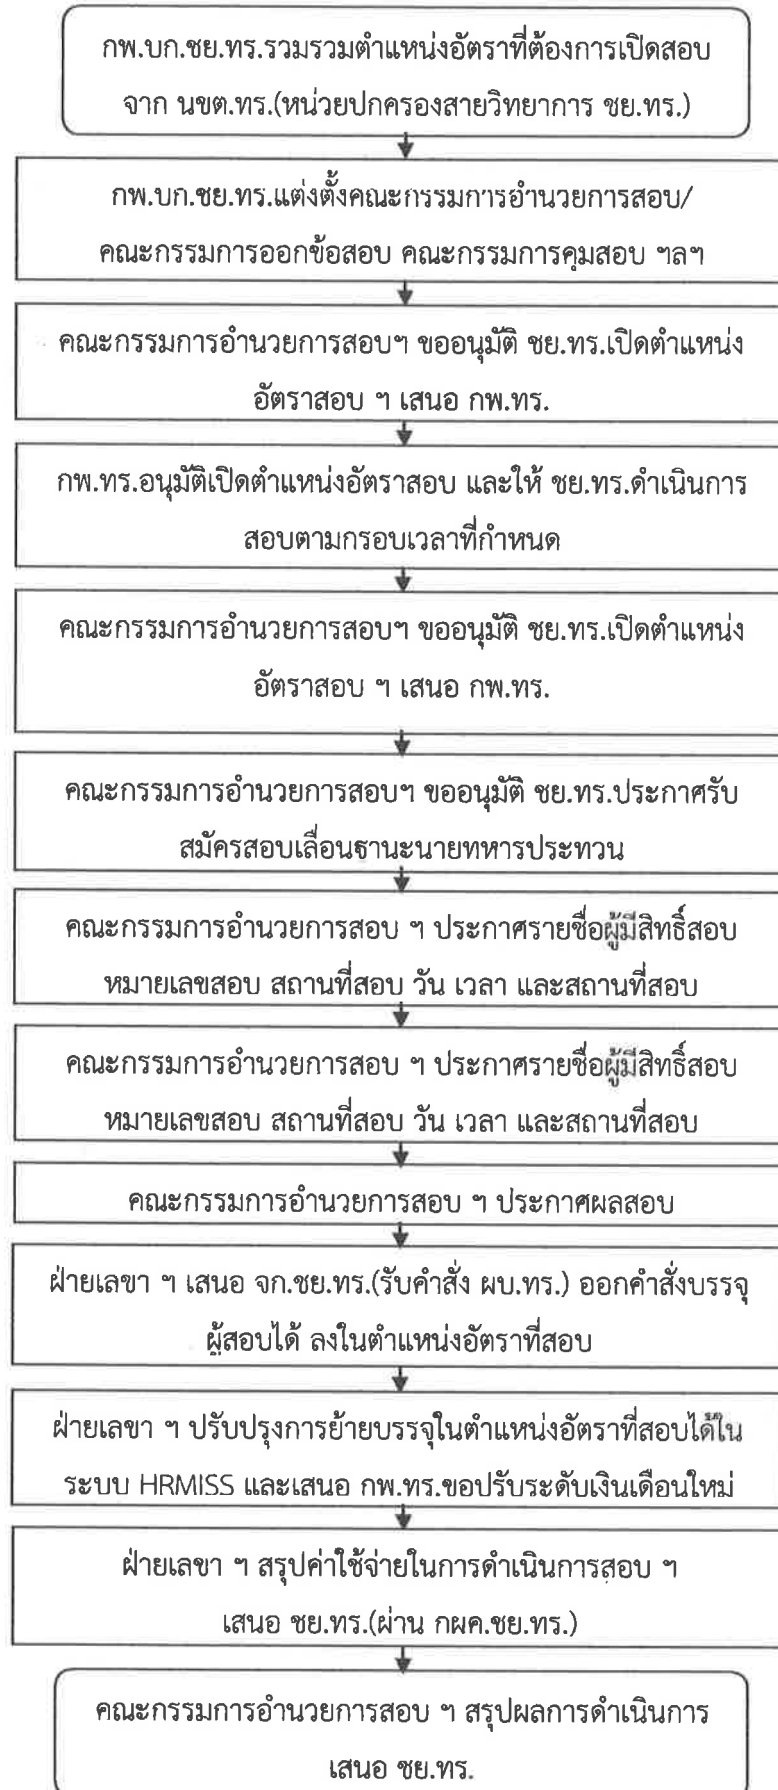 กพ.บก.ชย.ทร.รวมรวมตำแหน่งอัตราที่ต้องการเปิดสอบ
จาก นขต.ทร.(หน่วยปกครองสายวิทยาการ ชย.ทร.)
กพ.บก.ชย.ทร.แต่งตั้งคณะกรรมการอำนวยการสอบ/
คณะกรรมการออกข้อสอบ คณะกรรมการคุมสอบ ฯลฯ
คณะกรรมการอำนวยการสอบฯ ขออนุมัติ ชย.ทร.เปิดตำแหน่ง
อัตราสอบ ฯ เสนอ กพ.ทร.
กพ.ทร.อนุมัติเปิดตำแหน่งอัตราสอบ และให้ ชย.ทร.ดำเนินการ
สอบตามกรอบเวลาที่กำหนด
คณะกรรมการอำนวยการสอบฯ ขออนุมัติ ชย.ทร.เปิดตำแหน่ง
อัตราสอบ ฯ เสนอ กพ.ทร.
คณะกรรมการอำนวยการสอบฯ ขออนุมัติ ชย.ทร.ประกาศรับ
สมัครสอบเลื่อนฐานะนายทหารประทวน
คณะกรรมการอำนวยการสอบ ฯ ประกาศรายชื่อผู้มีสิทธิ์สอบ
หมายเลขสอบ สถานที่สอบ วัน เวลา และสถานที่สอบ
คณะกรรมการอำนวยการสอบ ฯ ประกาศรายชื่อผู้มีสิทธิ์สอบ
หมายเลขสอบ สถานที่สอบ วัน เวลา และสถานที่สอบ
คณะกรรมการอำนวยการสอบ ฯ ประกาศผลสอบ
ฝ่ายเลขา ฯ เสนอ จก.ชย.ทร.(รับคำสั่ง ผบ.ทร.) ออกคำสั่งบรรจุ
ผู้สอบได้ ลงในตำแหน่งอัตราที่สอบ
ฝ่ายเลขา ฯ ปรับปรุงการย้ายบรรจุในตำแหน่งอัตราที่สอบได้ใน
ระบบ HRMISS และเสนอ กพ.ทร.ขอปรับระดับเงินเดือนใหม่
ฝ่ายเลขา ฯ สรุปค่าใช้จ่ายในการดำเนินการสอบ ฯ
เสนอ ชย.ทร.(ผ่าน กผค.ชย.ทร.)
คณะกรรมการอำนวยการสอบ ฯ สรุปผลการดำเนินการ
เสนอ ชย.ทร.